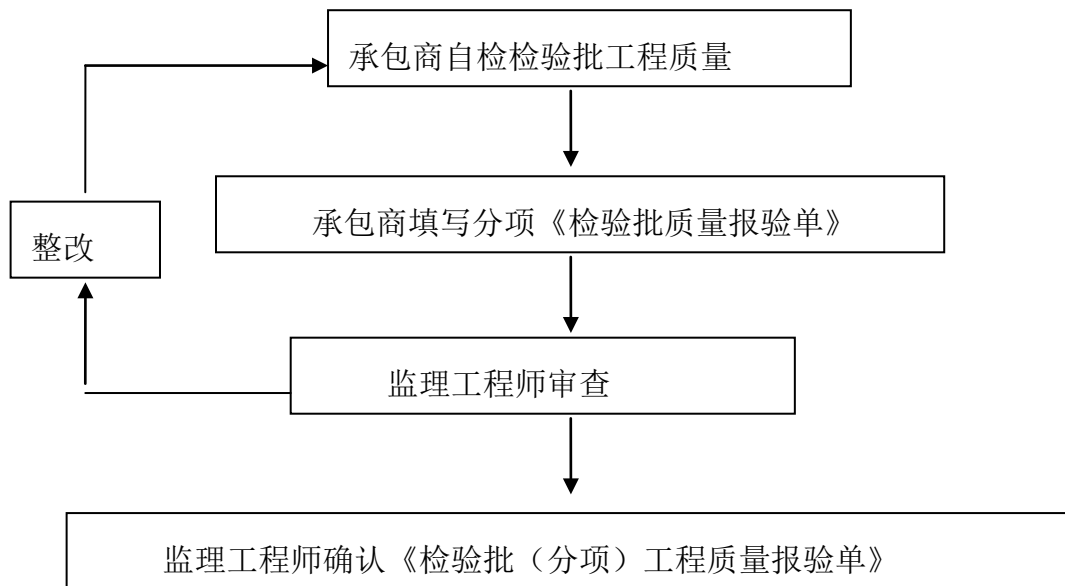 承包商自检检验批工程质量
承包商填写分项《检验批质量报验单》
整改
监理工程师审查
监理工程师确认《检验批（分项）工程质量报验单》